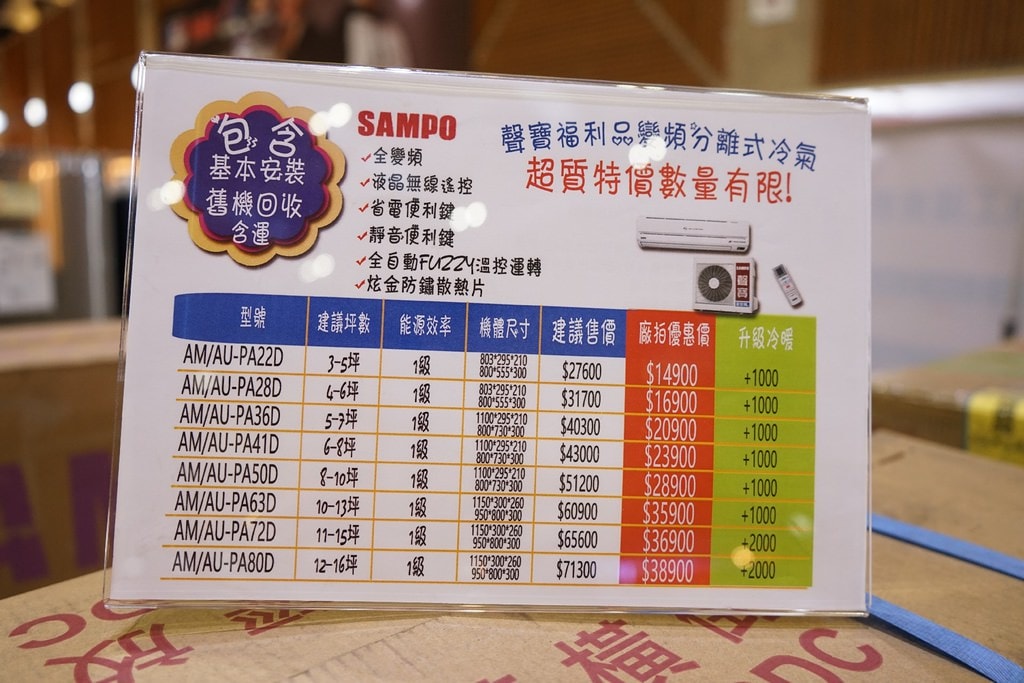 包含
基本安裝
舊機回收
含運
SAMPO
全變頻
液晶無線遙控
省電便利鍵
靜音便利鍵
全自動FUZZY溫控運轉
炫金防鏽散熱片
聲寶福利品變頻分離式冷氣
超質特價數量有限!
型號 建議坪數 能源效率 機體尺寸 建議售價 廠拍優惠價 升級冷暖
AM/AU-PA22D 3-5坪 1級 803*295*210 800*555*300 $27600 $14900 +1000
AM/AU-PA28D 4-6坪 1級 803*295*210 800*555*300 $31700 $16900 +1000
AM/AU-PA36D 5-7坪 1級 1100*295*210 800*730*300 $40300 $20900 +1000
AM/AU-PA41D 6-8坪 1級 1100*295*210 800*730*300 $43000 $23900 +1000
AM/AU-PA50D 8-10坪 1級 1100*295*210 800*730*300 $51200 $28900 +1000
AM/AU-PA63D 10-13坪 1級 1150*300*260 950*800*300 $60900 $35900 +1000
AM/AU-PA72D 11-15坪 1級 1150*300*260 950*800*300 $65600 $36900 +2000
AM/AU-PA80D 12-16坪 1級 1150*300*260 950*800*300 $71300 $38900 +2000
橫
DC